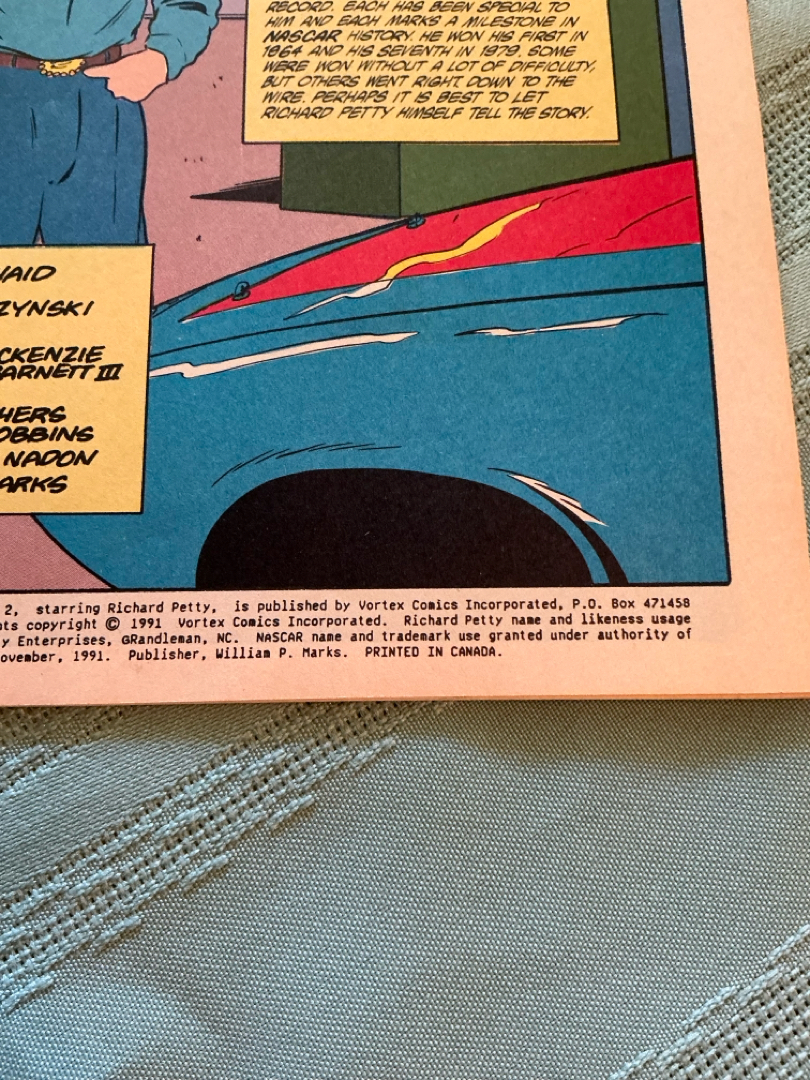 RECORD. EACH HAS BEEN SPECIAL TO
HIM AND EACH MARKS A MILESTONE IN
NASCAR HISTORY. HE WON HIS FIRST IN
1964 AND HIS SEVENTH IN 1979. SOME
WERE WON WITHOUT A LOT OF DIFFICULTY,
BUT OTHERS WENT RIGHT DOWN TO THE
WIRE. PERHAPS IT IS BEST TO LET
RICHARD PETTY HIMSELF TELL THE STORY.
HAID
ZYNSKI
CKENZIE
ARNETT III
HERS
OBBINS
NADON
ARKS
2, starring Richard Petty, is published by Vortex Comics Incorporated, P.O. Box 471458
nts copyright © 1991 Vortex Comics Incorporated. Richard Petty name and likeness usage
y Enterprises, GRandleman, NC. NASCAR name and trademark use granted under authority of
ovember, 1991. Publisher, William P. Marks. PRINTED IN CANADA.